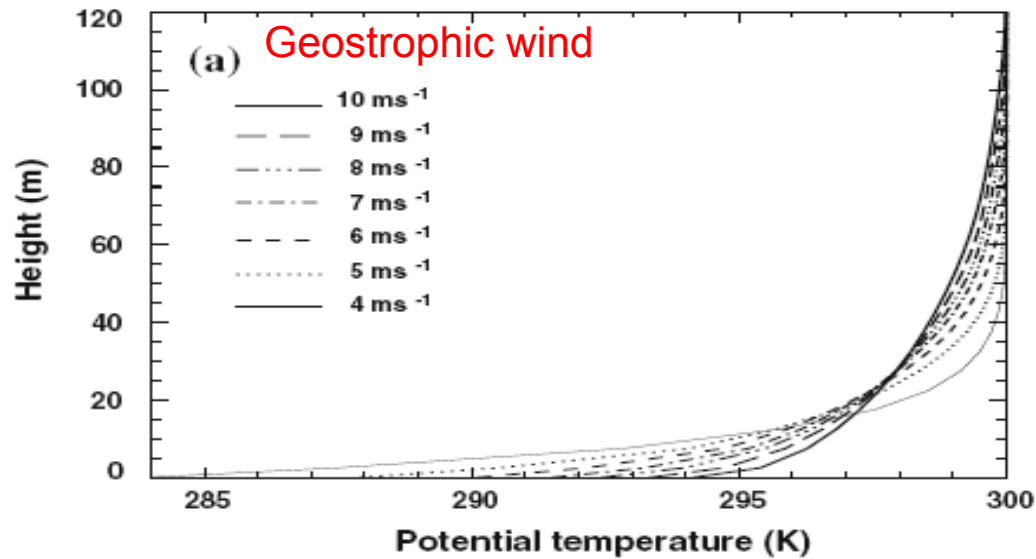 (a) Geostrophic wind
10 ms⁻¹
9 ms⁻¹
8 ms⁻¹
7 ms⁻¹
6 ms⁻¹
5 ms⁻¹
4 ms⁻¹
Height (m)
120
100
80
60
40
20
0
285 290 295 300
Potential temperature (K)